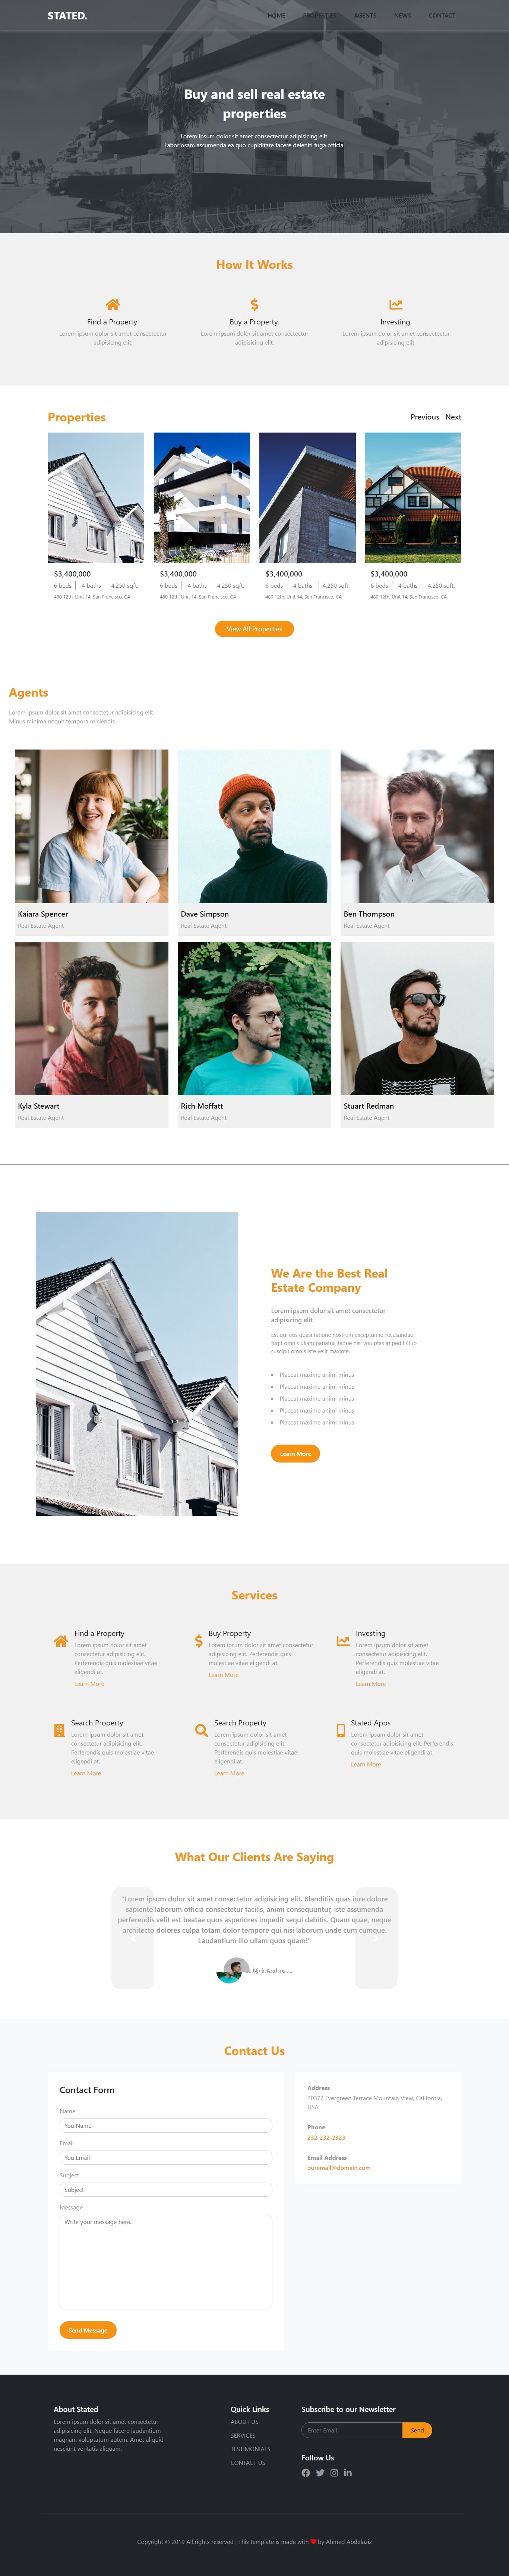 STATED.
HOME PROPERTIES AGENTS NEWS CONTACT
Buy and sell real estate
properties
Lorem ipsum dolor sit amet consectetur adipisicing elit.
Laboriosam assumenda ea quo cupiditate facere deleniti fuga officia.
How It Works
Find a Property.
Lorem ipsum dolor sit amet consectetur
adipisicing elit.
Buy a Property.
Lorem ipsum dolor sit amet consectetur
adipisicing elit.
Investing.
Lorem ipsum dolor sit amet consectetur
adipisicing elit.
Properties
Previous Next
$3,400,000
6 beds 4 baths 4,250 sqft.
480 12th, Unit 14, San Francisco, CA
$3,400,000
6 beds 4 baths 4,250 sqft.
480 12th, Unit 14, San Francisco, CA
$3,400,000
6 beds 4 baths 4,250 sqft.
480 12th, Unit 14, San Francisco, CA
$3,400,000
6 beds 4 baths 4,250 sqft.
480 12th, Unit 14, San Francisco, CA
View All Properties
Agents
Lorem ipsum dolor sit amet consectetur adipisicing elit.
Minus minima neque tempora reiciendis.
Kaiara Spencer
Real Estate Agent
Dave Simpson
Real Estate Agent
Ben Thompson
Real Estate Agent
Kyla Stewart
Real Estate Agent
Rich Moffatt
Real Estate Agent
Stuart Redman
Real Estate Agent
We Are the Best Real
Estate Company
Lorem ipsum dolor sit amet consectetur
adipisicing elit.
Est qui eos quasi ratione nostrum excepturi id recusandae
fugit omnis ullam pariatur itaque nisi voluptas impedit Quo
suscipit omnis iste velit maxime.
• Placeat maxime animi minus
• Placeat maxime animi minus
• Placeat maxime animi minus
• Placeat maxime animi minus
• Placeat maxime animi minus
Learn More
Services
Find a Property
Lorem ipsum dolor sit amet
consectetur adipisicing elit.
Perferendis quis molestiae vitae
eligendi at.
Learn More
Buy Property
Lorem ipsum dolor sit amet consectetur
adipisicing elit. Perferendis quis
molestiae vitae eligendi at.
Learn More
Investing
Lorem ipsum dolor sit amet
consectetur adipisicing elit.
Perferendis quis molestiae vitae
eligendi at.
Learn More
Search Property
Lorem ipsum dolor sit amet
consectetur adipisicing elit.
Perferendis quis molestiae vitae
eligendi at.
Learn More
Search Property
Lorem ipsum dolor sit amet
consectetur adipisicing elit.
Perferendis quis molestiae vitae
eligendi at.
Learn More
Stated Apps
Lorem ipsum dolor sit amet
consectetur adipisicing elit. Perferendis
quis molestiae vitae eligendi at.
Learn More
What Our Clients Are Saying
"Lorem ipsum dolor sit amet consectetur adipisicing elit. Blanditiis quas iure dolore
sapiente laborum officia consectetur facilis, animi consequuntur, iste assumenda
perferendis velit est beatae quos asperiores impedit sequi debitis. Quam quae, neque
architecto dolores culpa totam dolor tempore qui nisi laborum unde cum cumque.
Laudantium illo ullam quos quam!"
Contact Us
Contact Form
Name
You Name
Email
You Email
Subject
Subject
Message
Write your message here..
Send Message
Address
20377 Evergreen Terrace Mountain View, California,
USA
Phone
232-232-2323
Email Address
ouremail@domain.com
About Stated
Lorem ipsum dolor sit amet consectetur
adipisicing elit. Neque facere laudantium
magnam voluptatum autem. Amet aliquid
nesciunt veritatis aliquam.
Quick Links
ABOUT US
SERVICES
TESTIMONIALS
CONTACT US
Subscribe to our Newsletter
Enter Email
Send
Follow Us
Copyright © 2019 All rights reserved | This template is made with ❤ by Ahmed Abdelaziz